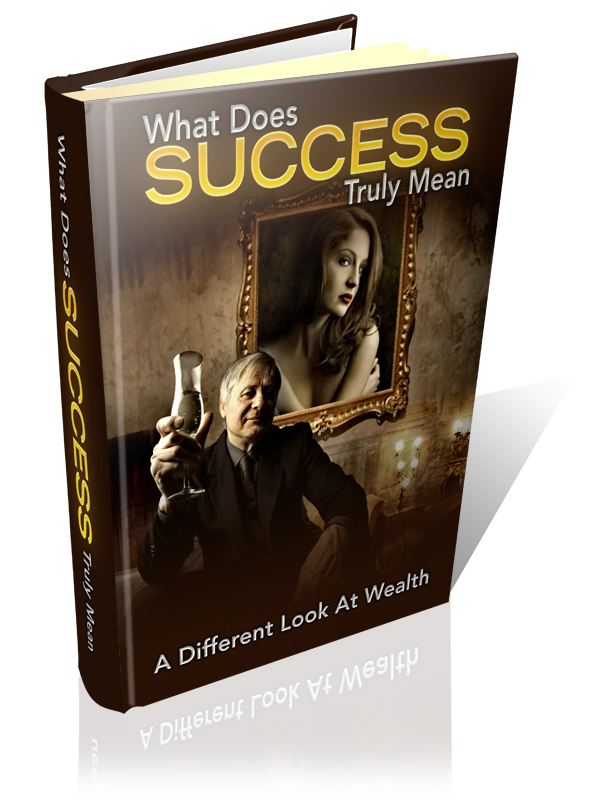 What Does
SUCCESS
Truly Mean
A Different Look At Wealth
What Does SUCCESS Truly Mean